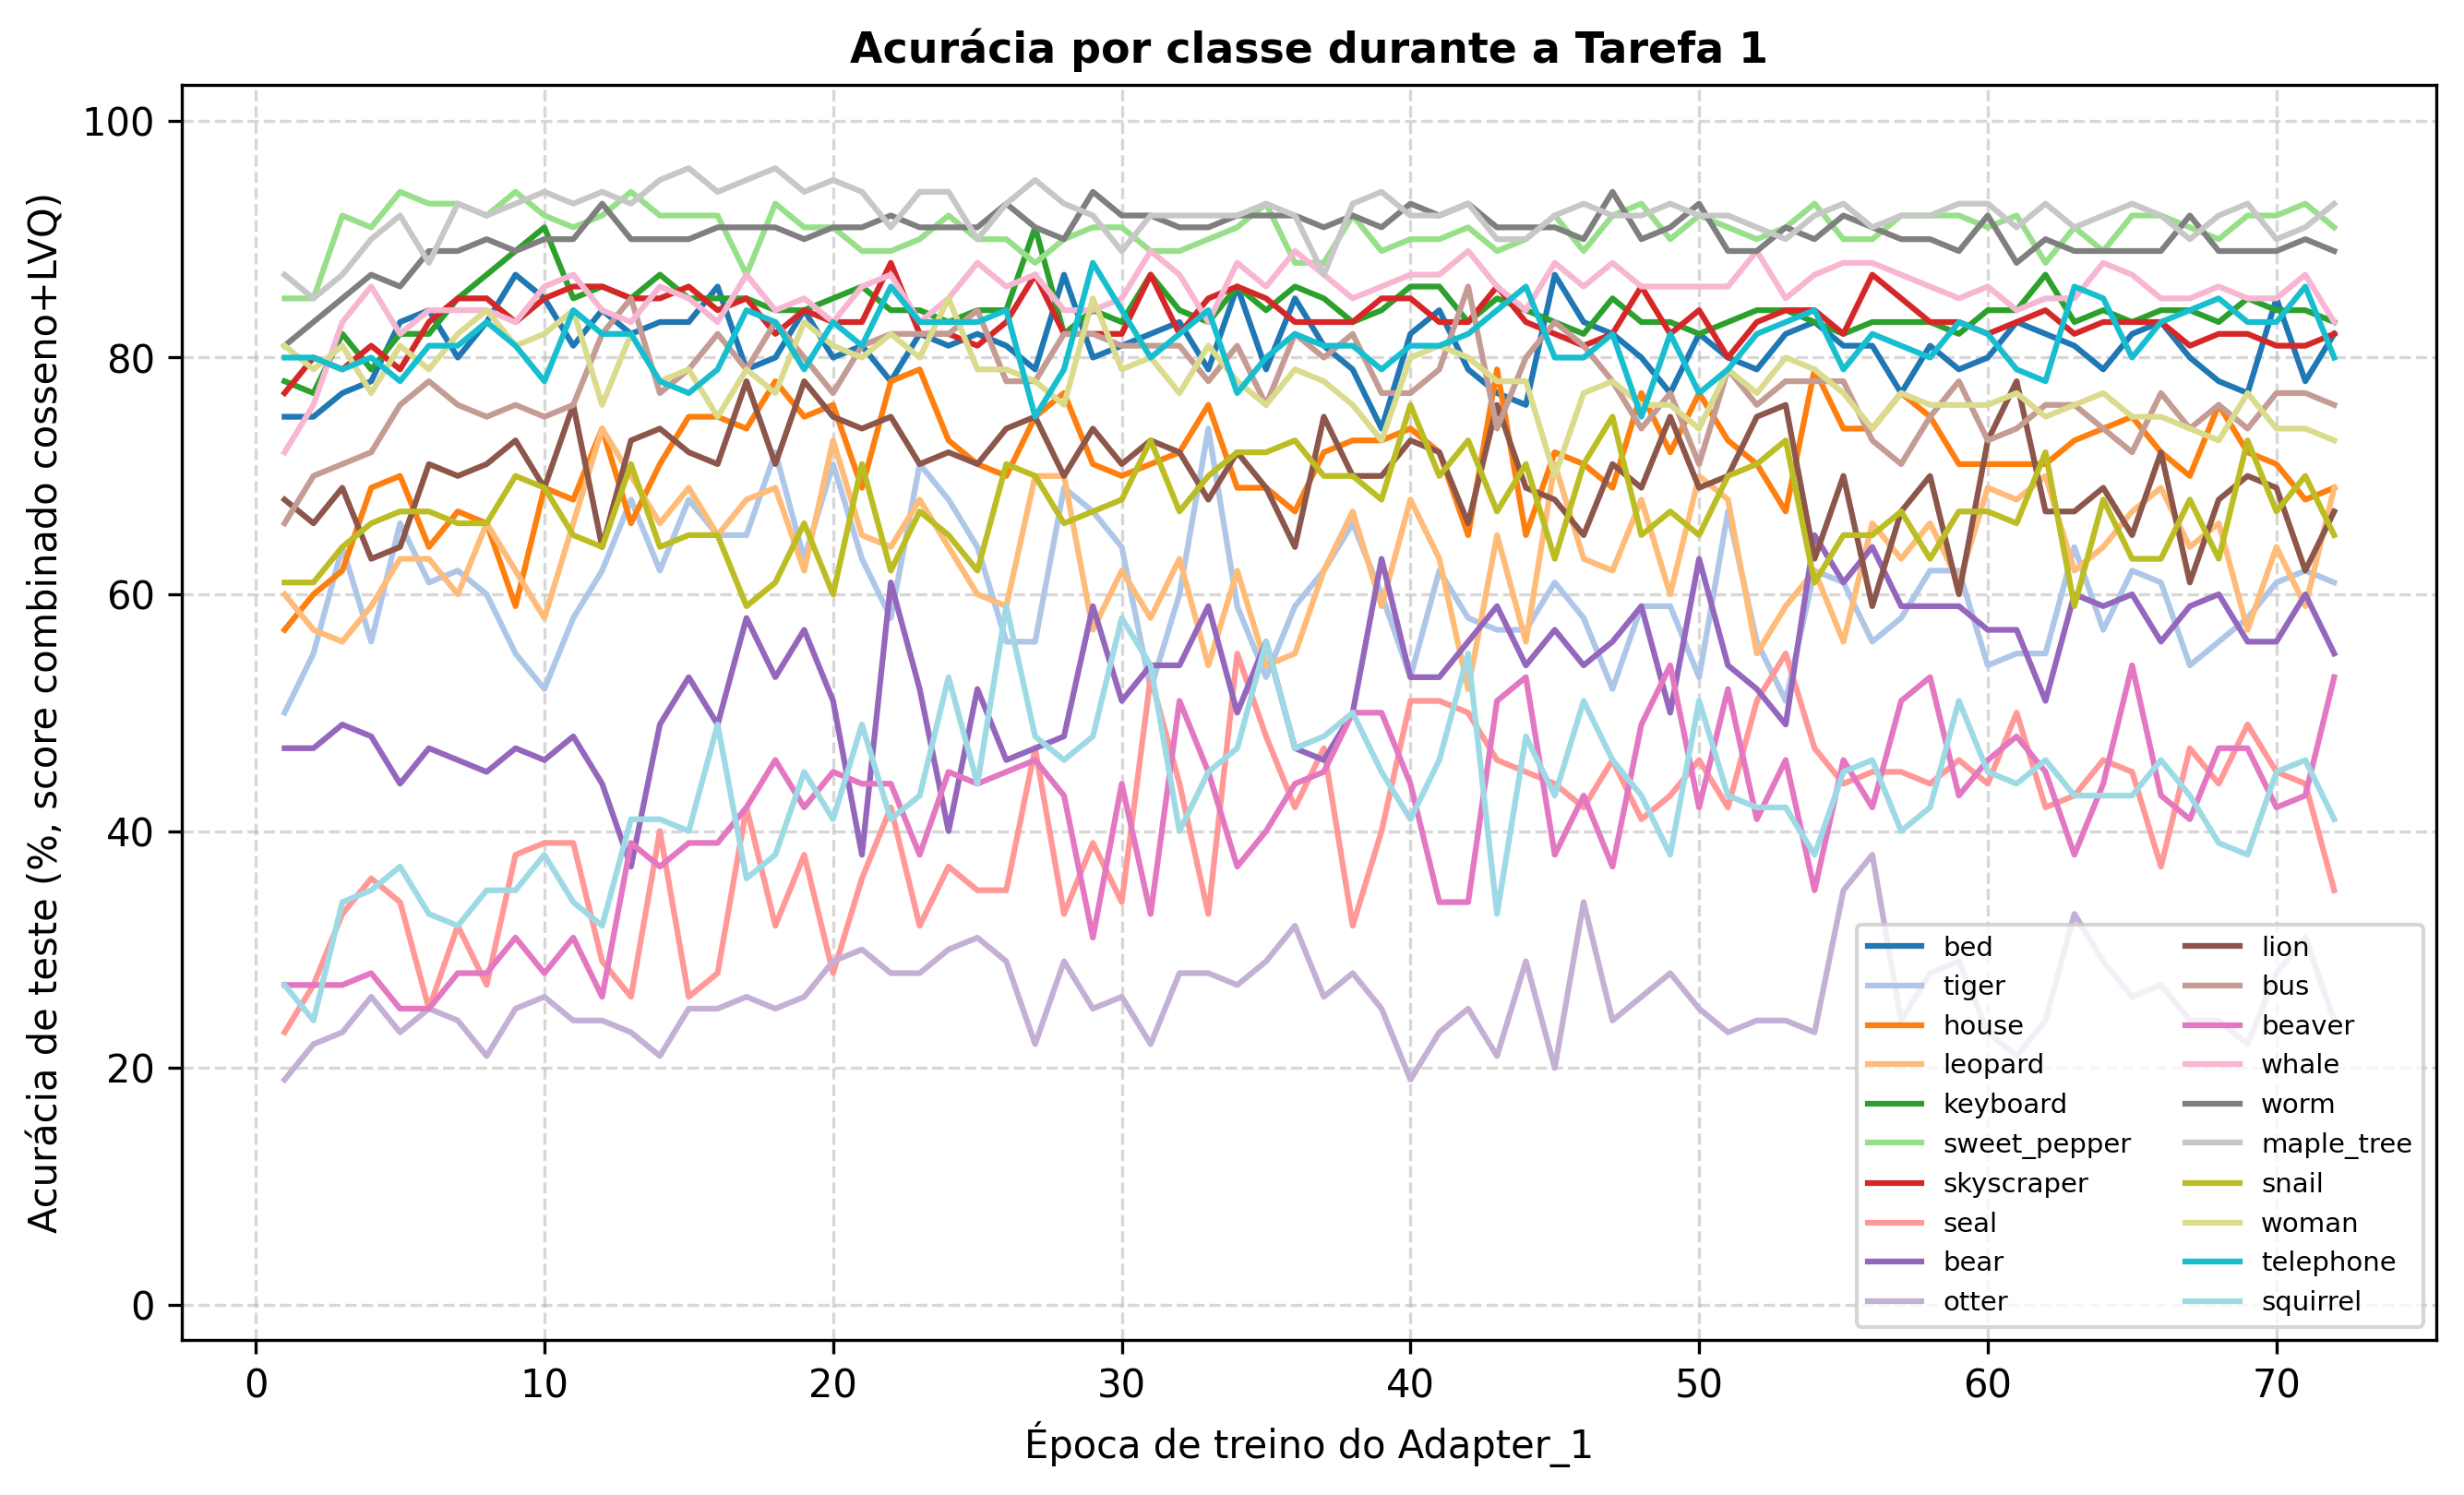 Acurácia por classe durante a Tarefa 1
Acurácia de teste (%, score combinado cosseno+LVQ)
100
80
60
40
20
0
0 10 20 30 40 50 60 70
Época de treino do Adapter_1
bed
tiger
house
leopard
keyboard
sweet_pepper
skyscraper
seal
bear
otter
lion
bus
beaver
whale
worm
maple_tree
snail
woman
telephone
squirrel